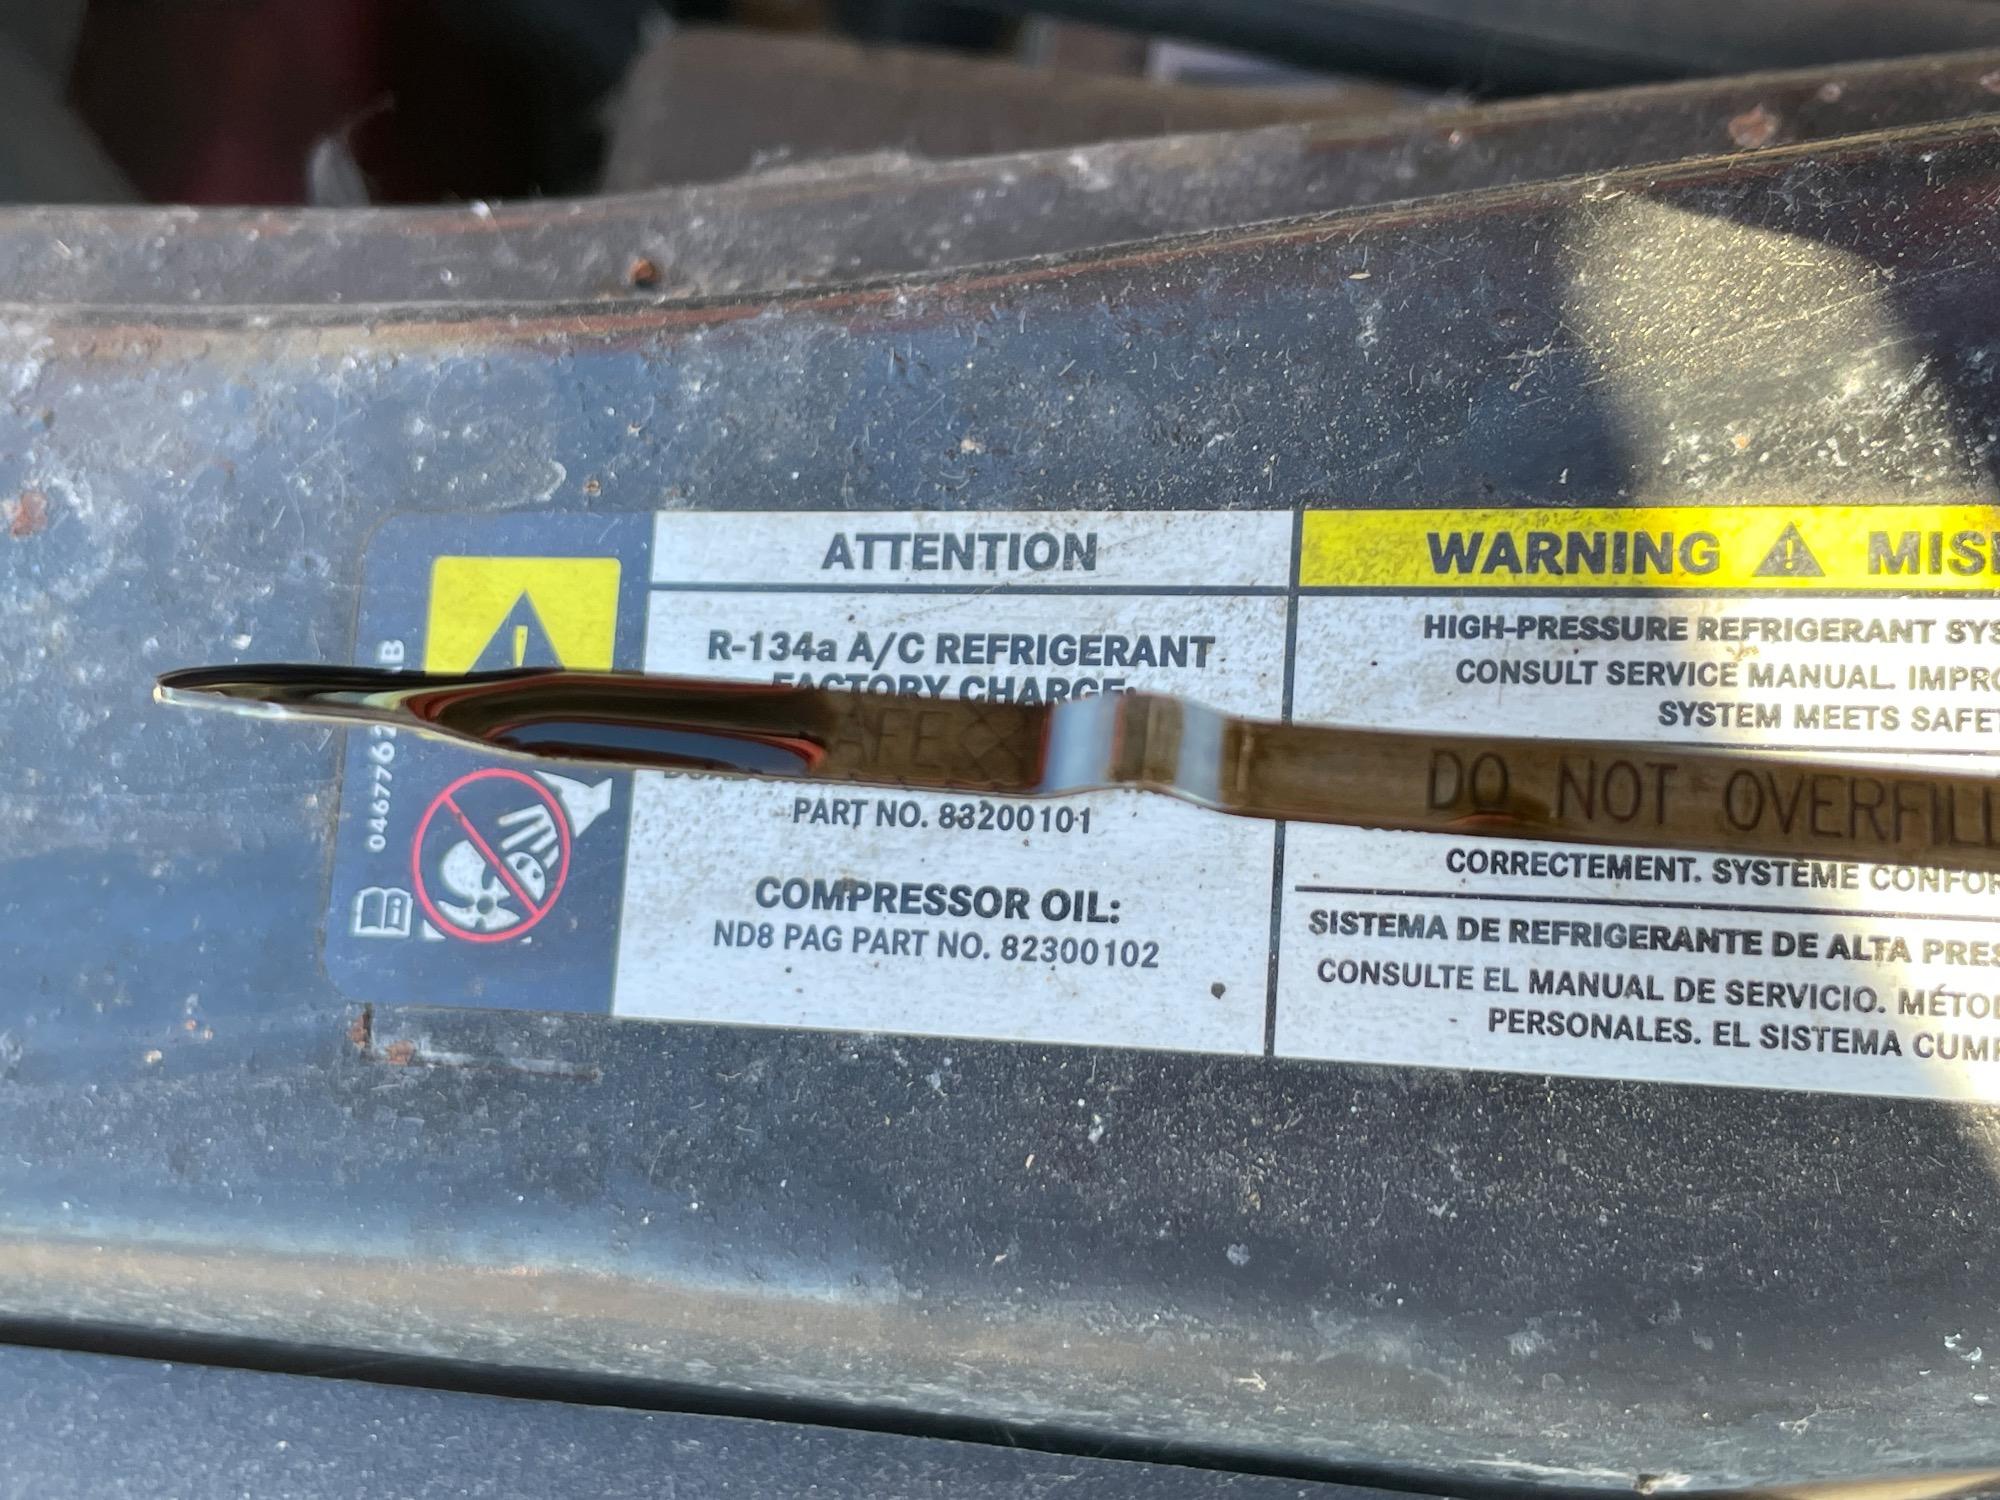 ATTENTION
R-134a A/C REFRIGERANT
FACTORY CHARGE:
PART NO. 83200101
COMPRESSOR OIL:
ND8 PAG PART NO. 82300102
WARNING
HIGH-PRESSURE REFRIGERANT
CONSULT SERVICE MANUAL.
SYSTEM MEETS
DO NOT OVERFILL
CORRECTEMENT. SYSTÈME
SISTEMA DE REFRIGERANTE DE ALTA
CONSULTE EL MANUAL DE SERVICIO.
PERSONALES. EL SISTEMA